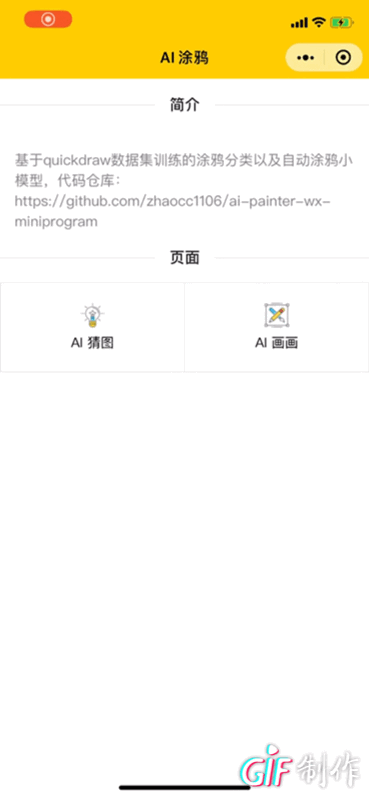 AI 涂鸦
简介
基于quickdraw数据集训练的涂鸦分类以及自动涂鸦小
模型，代码仓库：
https://github.com/zhaocc1106/ai-painter-wx-
miniprogram
页面
AI 猜图
AI 画画
GIF制作